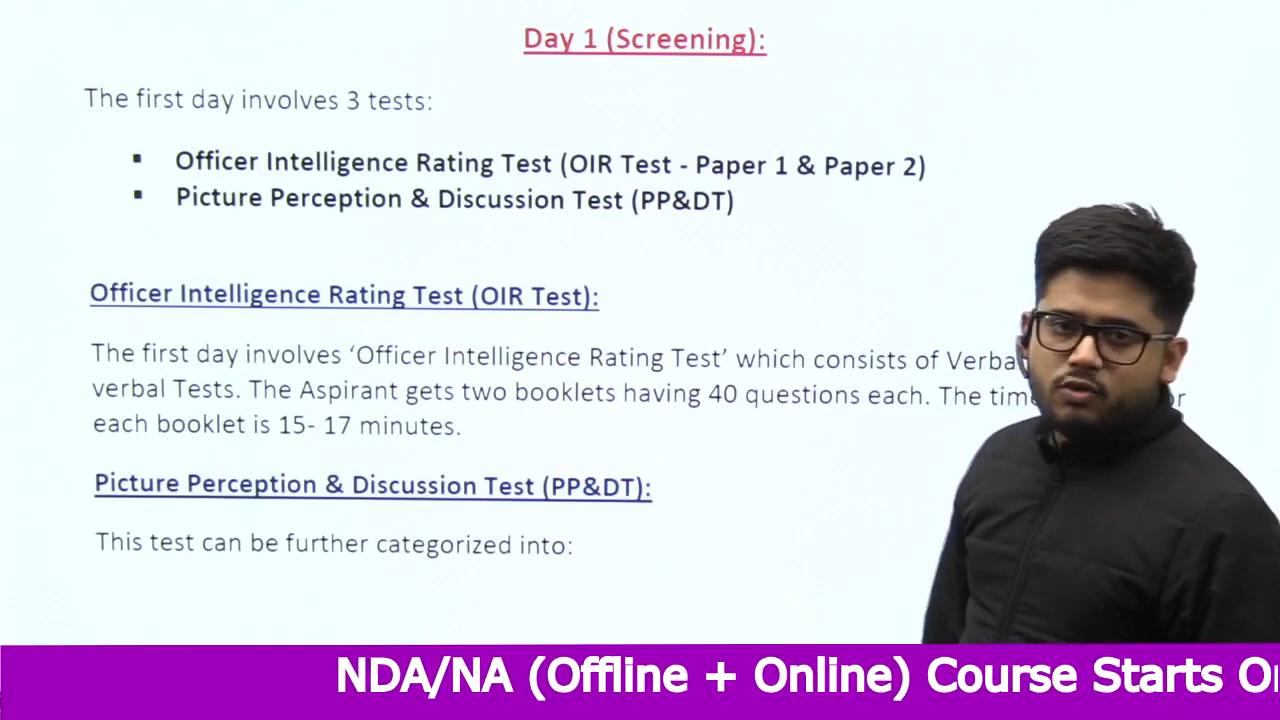 Day 1 (Screening):
The first day involves 3 tests:
▪ Officer Intelligence Rating Test (OIR Test - Paper 1 & Paper 2)
▪ Picture Perception & Discussion Test (PP&DT)
Officer Intelligence Rating Test (OIR Test):
The first day involves ‘Officer Intelligence Rating Test’ which consists of
verbal Tests. The Aspirant gets two booklets having 40 questions each. The
each booklet is 15- 17 minutes.
Picture Perception & Discussion Test (PP&DT):
This test can be further categorized into:
NDA/NA (Offline + Online) Course Starts